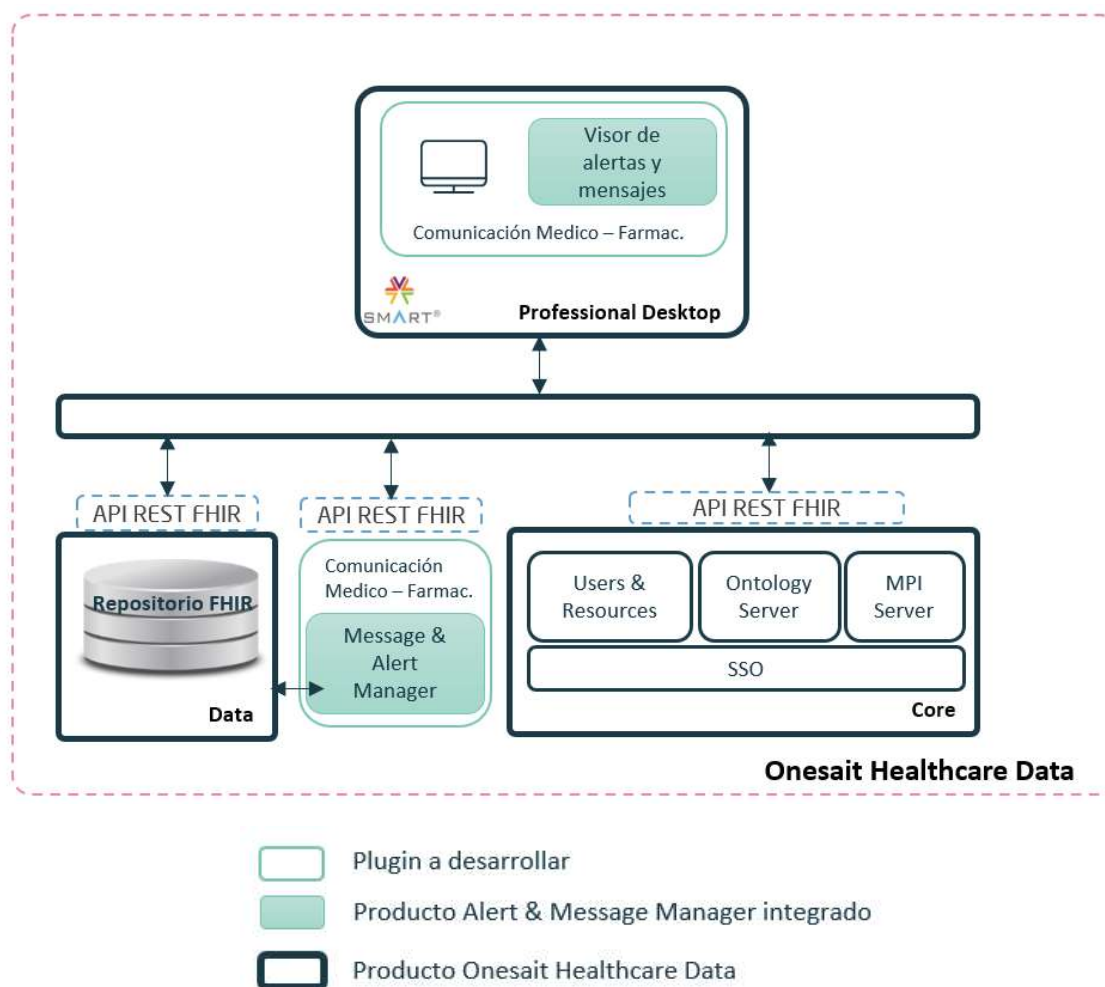 Visor de
alertas y
mensajes
Comunicación Medico – Farmac.
SMART®
Professional Desktop
API REST FHIR
API REST FHIR
API REST FHIR
Repositorio FHIR
Data
Comunicación
Medico – Farmac.
Message &
Alert
Manager
Users &
Resources
Ontology
Server
MPI
Server
SSO
Core
Onesait Healthcare Data
Plugin a desarrollar
Producto Alert & Message Manager integrado
Producto Onesait Healthcare Data